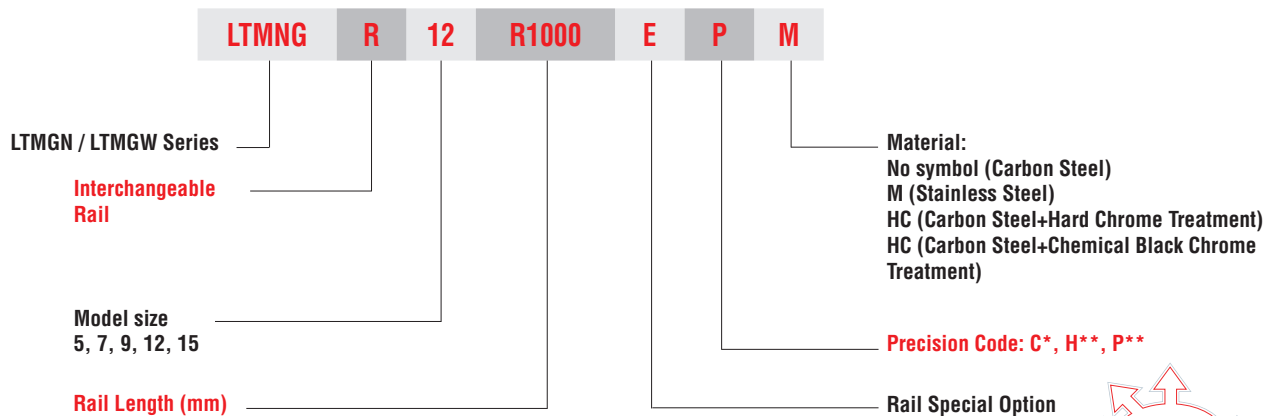 LTMNG R 12 R1000 E P M
LTMGN / LTMGW Series
Interchangeable
Rail
Model size
5, 7, 9, 12, 15
Rail Length (mm)
Material:
No symbol (Carbon Steel)
M (Stainless Steel)
HC (Carbon Steel+Hard Chrome Treatment)
HC (Carbon Steel+Chemical Black Chrome
Treatment)
Precision Code: C*, H**, P**
Rail Special Option